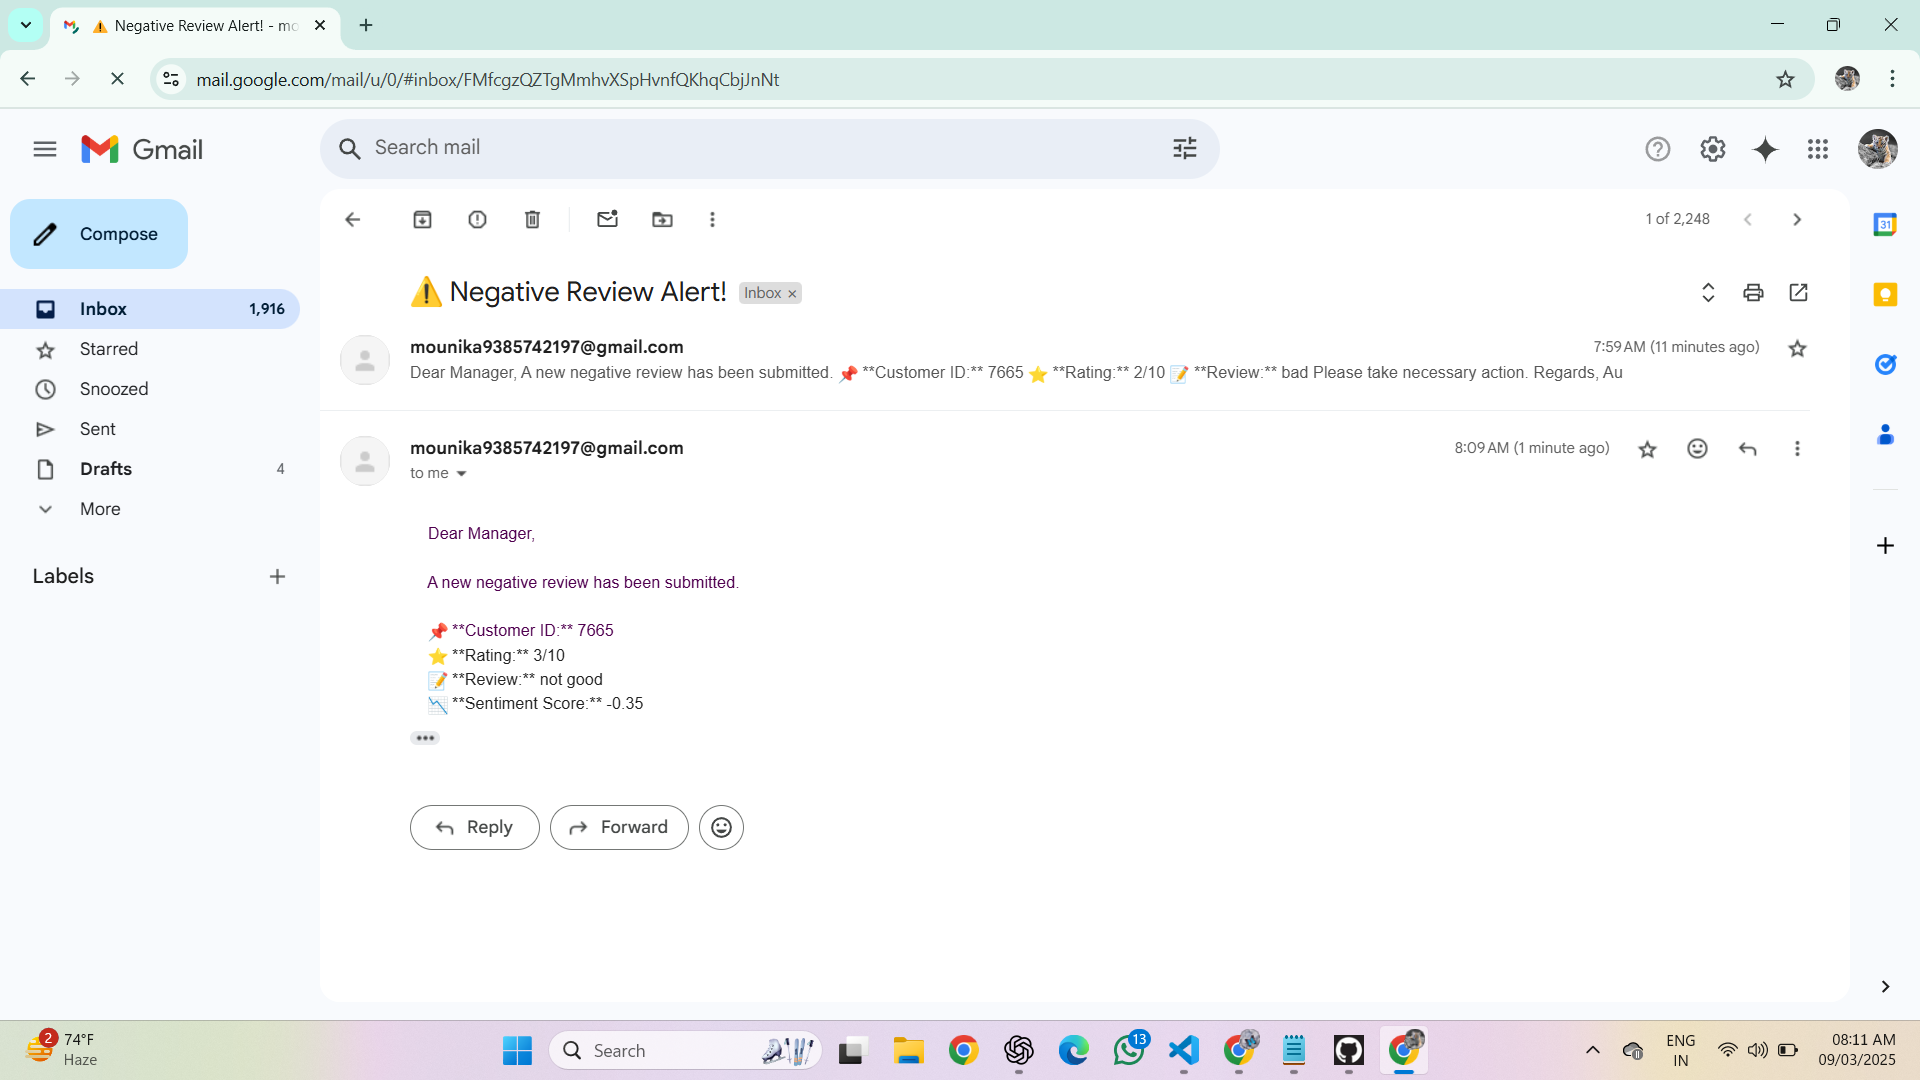 Negative Review Alert! - mo
mail.google.com/mail/u/0/#inbox/FMfcgzQZTgMmhvXSpHvnfQKhqCbjJnNt
Gmail
Search mail
Compose
1 of 2,248
Inbox 1,916
Starred
Snoozed
Sent
Drafts 4
More
Labels
⚠️ Negative Review Alert! Inbox ×
mounika9385742197@gmail.com 7:59 AM (11 minutes ago)
Dear Manager, A new negative review has been submitted. 📌 **Customer ID:** 7665 ⭐ **Rating:** 2/10 📝 **Review:** bad Please take necessary action. Regards, Au
mounika9385742197@gmail.com 8:09 AM (1 minute ago)
to me
Dear Manager,
A new negative review has been submitted.
📌 **Customer ID:** 7665
⭐ **Rating:** 3/10
📝 **Review:** not good
📉 **Sentiment Score:** -0.35
Reply Forward
31
2
74°F
Haze
Search
13
ENG
IN
08:11 AM
09/03/2025